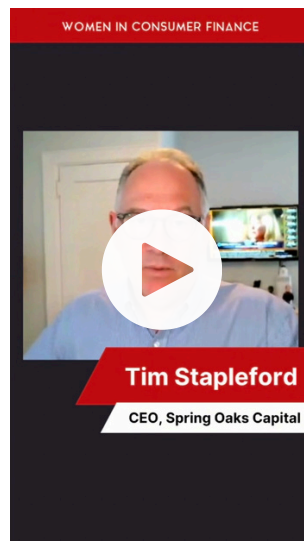 WOMEN IN CONSUMER FINANCE
Tim Stapleford
CEO, Spring Oaks Capital